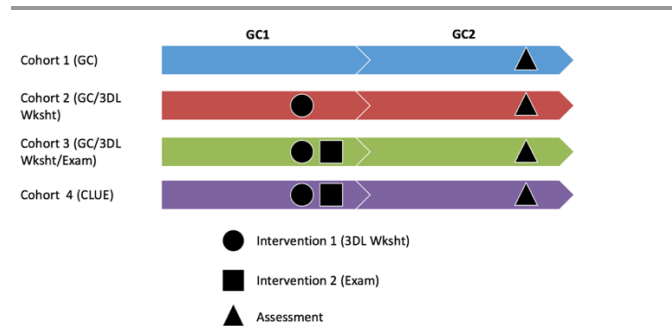 GC1 GC2
Cohort 1 (GC)
Cohort 2 (GC/3DL
Wksht)
Cohort 3 (GC/3DL
Wksht/Exam)
Cohort 4 (CLUE)
Intervention 1 (3DL Wksht)
Intervention 2 (Exam)
Assessment